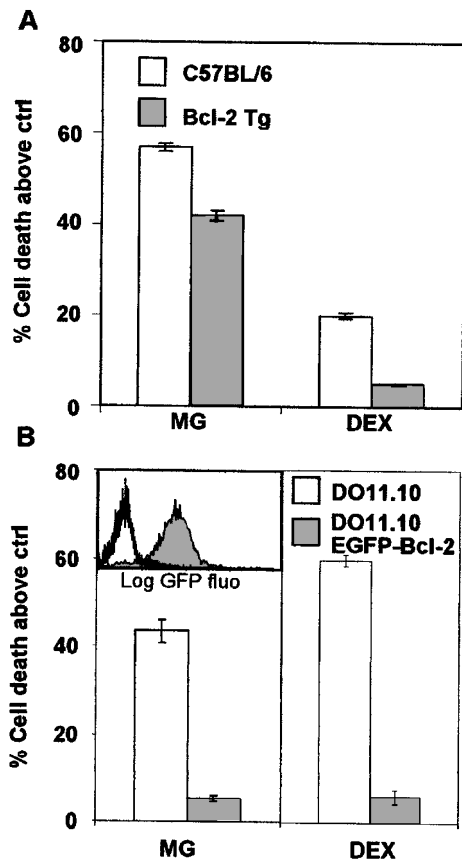 A
80
60
40
20
0
% Cell death above ctrl
C57BL/6
Bcl-2 Tg
MG DEX
B
80
60
40
20
0
% Cell death above ctrl
Log GFP fluo
DO11.10
DO11.10
EGFP-Bcl-2
MG DEX